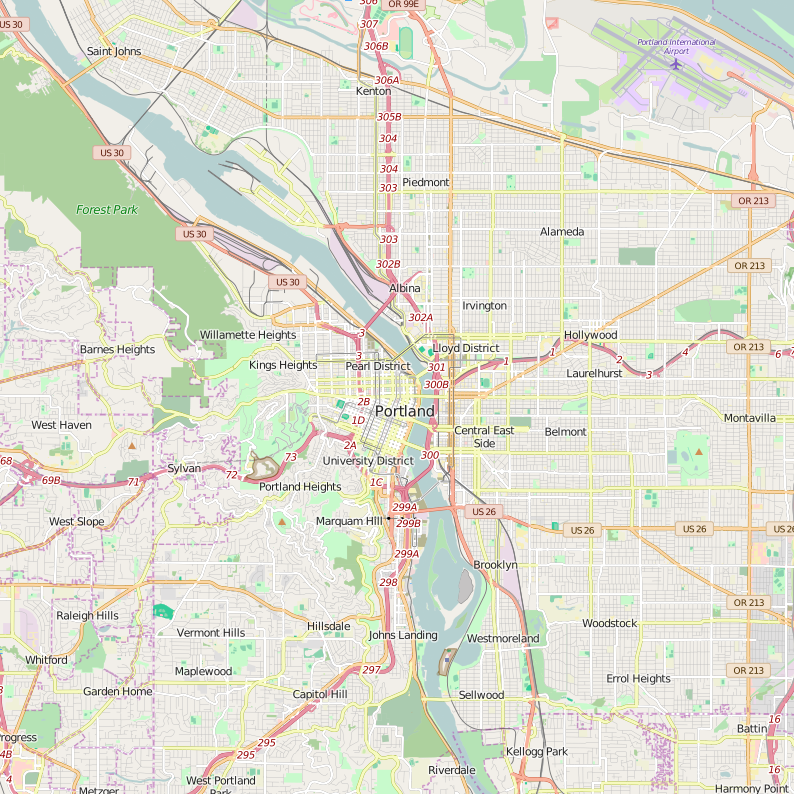 306
OR 99E
US 30
307
306B
Portland International
Airport
Saint Johns
306A
Kenton
305B
304
US 30
304
303
Piedmont
OR 213
Forest Park
US 30
303
Alameda
302B
OR 213
US 30
Albina
Irvington
302A
3
Willamette Heights
Hollywood
Barnes Heights
Lloyd District
OR 213
3
1
1
2
4
6
Kings Heights
Pearl District
301
Laurelhurst
3
300B
2B
Portland
1D
Montavilla
West Haven
Central East
Side
Belmont
2A
73
300
68
University District
Sylvan
72
71
69B
1C
Portland Heights
299A
US 26
West Slope
Marquam Hill
299B
US 26
US 26
US 26
299A
Brooklyn
298
OR 213
Raleigh Hills
Hillsdale
Woodstock
Vermont Hills
Johns Landing
Westmoreland
Whitford
Maplewood
297
OR 213
Errol Heights
Garden Home
Capitol Hill
Sellwood
16
Battin
Progress
295
295
4B
Kellogg Park
4
Riverdale
16
West Portland
Park
Metzger
Harmony Point